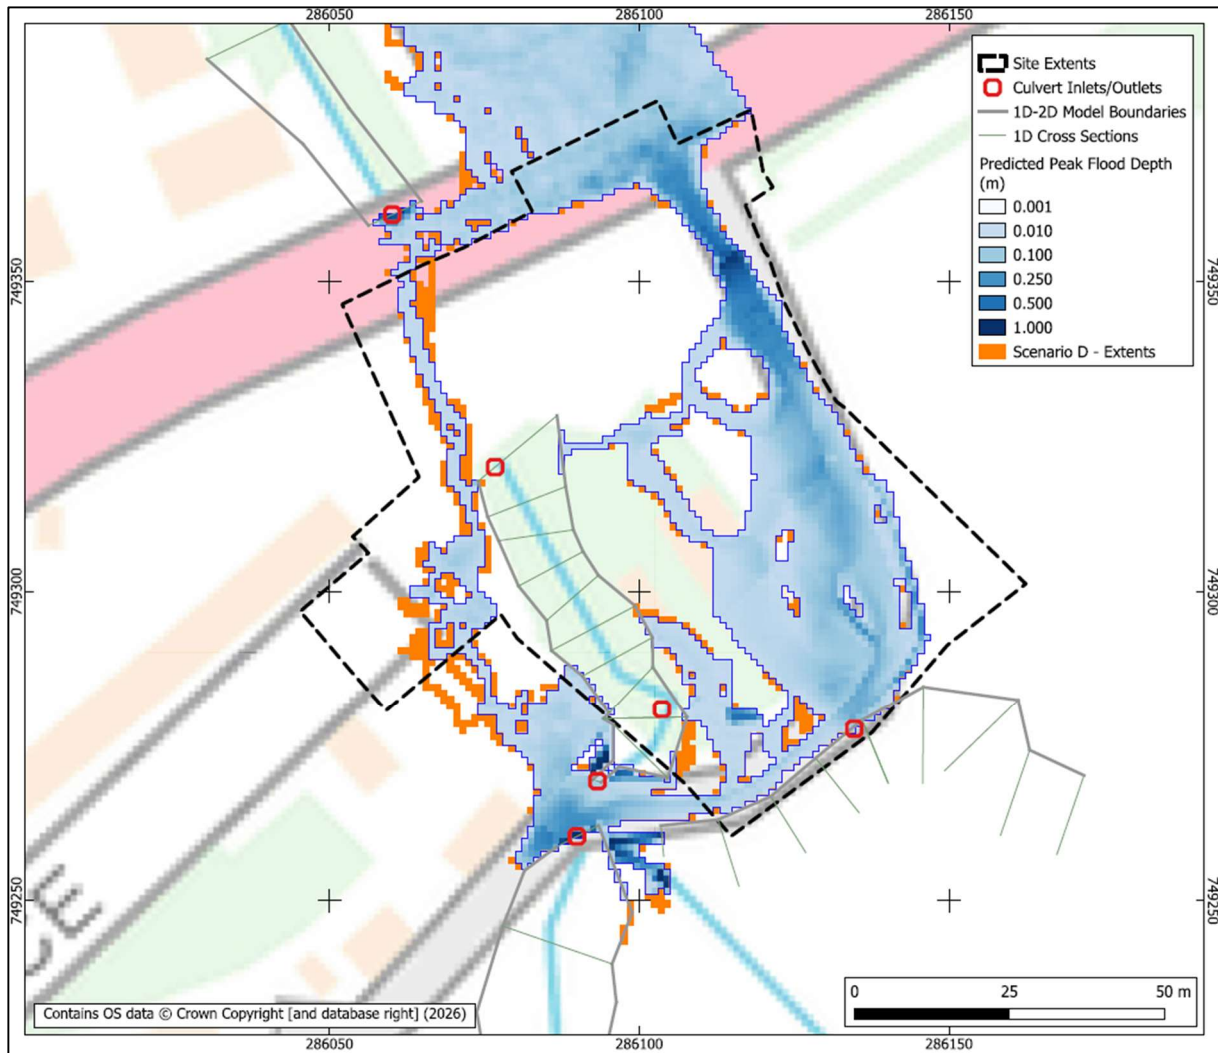 286050
286100
286150
Site Extents
Culvert Inlets/Outlets
1D-2D Model Boundaries
1D Cross Sections
Predicted Peak Flood Depth
(m)
0.001
0.010
0.100
0.250
0.500
1.000
Scenario D - Extents
749350
749350
749300
749300
749250
749250
CE
0
25
50 m
Contains OS data © Crown Copyright [and database right] (2026)
286050
286100
286150